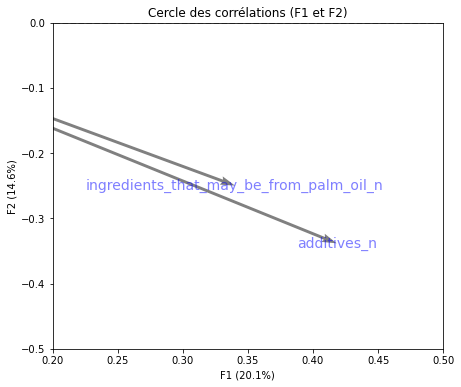 Cercle des corrélations (F1 et F2)
0.0
−0.1
−0.2
−0.3
−0.4
−0.5
F2 (14.6%)
ingredients_that_may_be_from_palm_oil_n
additives_n
0.20
0.25
0.30
0.35
0.40
0.45
0.50
F1 (20.1%)